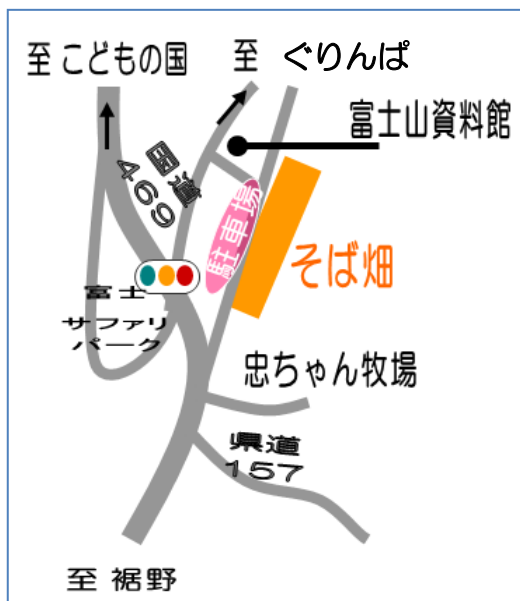 至 こどもの国
至 ぐりんぱ
富士山資料館
国道
469
駐車場
そば畑
富士
サファリ
パーク
忠ちゃん牧場
県道
157
至 裾野